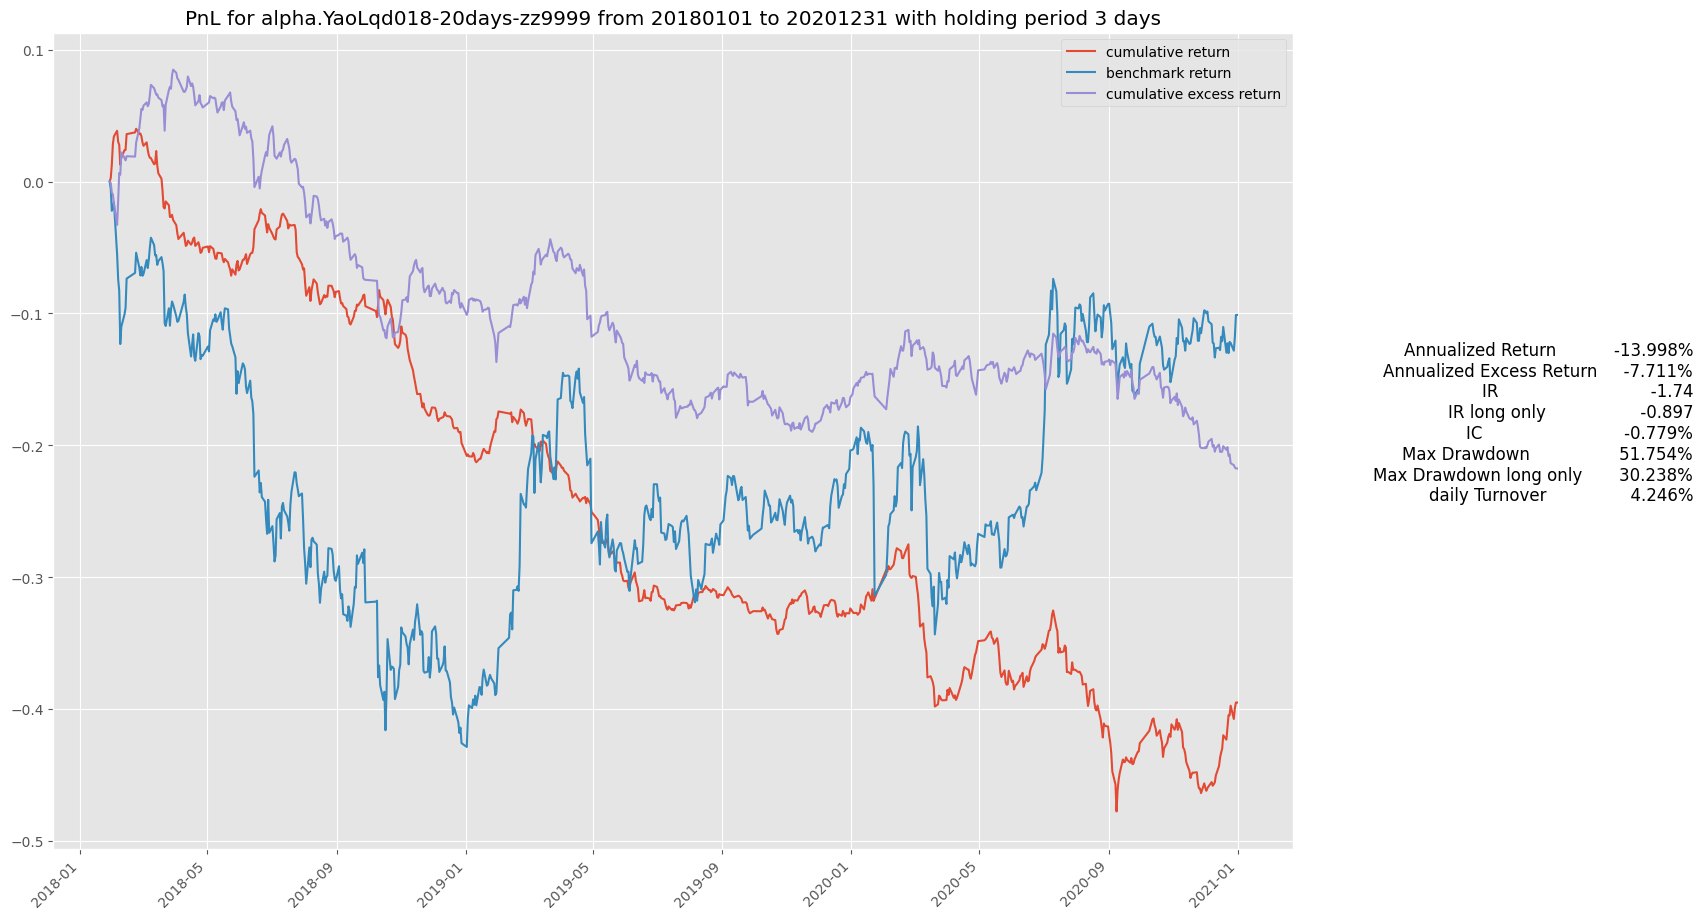 PnL for alpha.YaoLqd018-20days-zz9999 from 20180101 to 20201231 with holding period 3 days
cumulative return
benchmark return
cumulative excess return
0.1
0.0
−0.1
−0.2
−0.3
−0.4
−0.5
2018-01
2018-05
2018-09
2019-01
2019-05
2019-09
2020-01
2020-05
2020-09
2021-01
Annualized Return -13.998%
Annualized Excess Return -7.711%
IR -1.74
IR long only -0.897
IC -0.779%
Max Drawdown 51.754%
Max Drawdown long only 30.238%
daily Turnover 4.246%